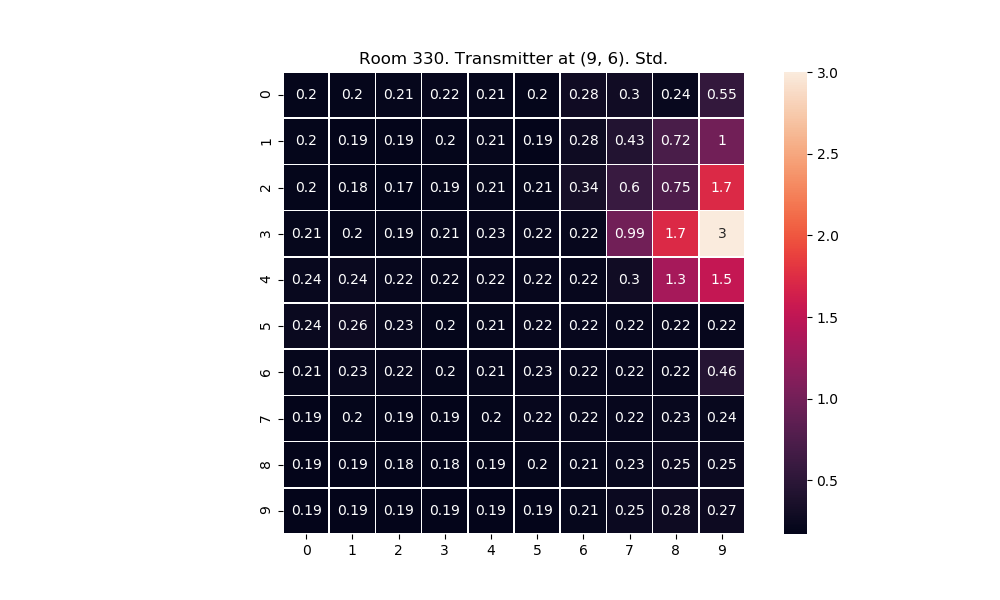 Room 330. Transmitter at (9, 6). Std.
0 0.2 0.2 0.21 0.22 0.21 0.2 0.28 0.3 0.24 0.55
1 0.2 0.19 0.19 0.2 0.21 0.19 0.28 0.43 0.72 1
2 0.2 0.18 0.17 0.19 0.21 0.21 0.34 0.6 0.75 1.7
3 0.21 0.2 0.19 0.21 0.23 0.22 0.22 0.99 1.7 3
4 0.24 0.24 0.22 0.22 0.22 0.22 0.22 0.3 1.3 1.5
5 0.24 0.26 0.23 0.2 0.21 0.22 0.22 0.22 0.22 0.22
6 0.21 0.23 0.22 0.2 0.21 0.23 0.22 0.22 0.22 0.46
7 0.19 0.2 0.19 0.19 0.2 0.22 0.22 0.22 0.23 0.24
8 0.19 0.19 0.18 0.18 0.19 0.2 0.21 0.23 0.25 0.25
9 0.19 0.19 0.19 0.19 0.19 0.19 0.21 0.25 0.28 0.27
0 1 2 3 4 5 6 7 8 9
3.0
2.5
2.0
1.5
1.0
0.5